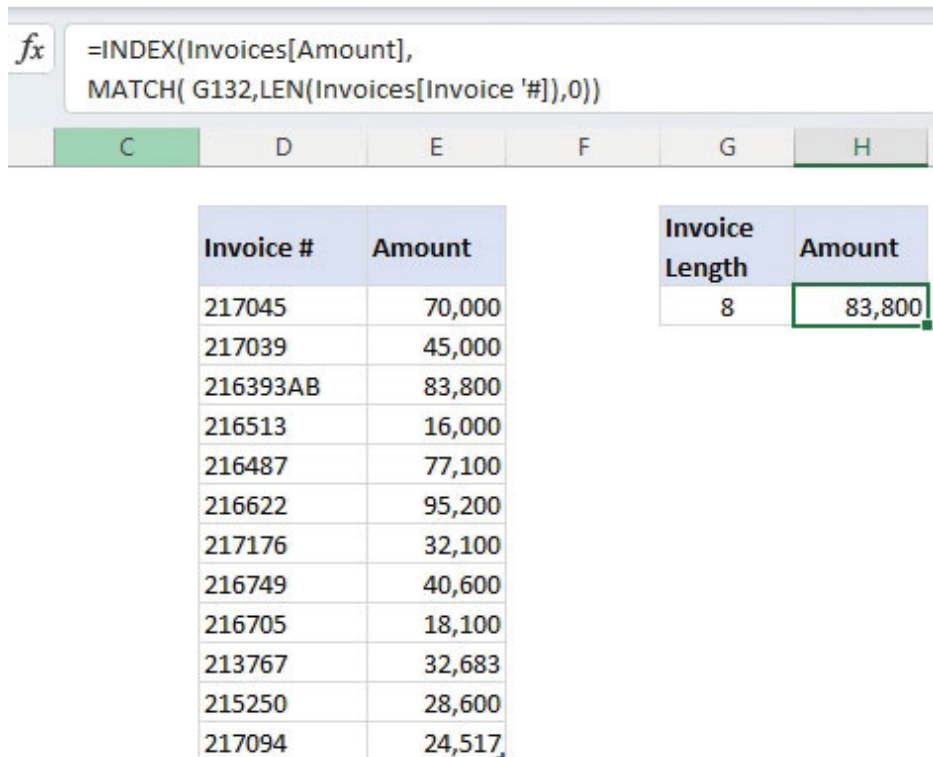 fx
=INDEX(Invoices[Amount],
MATCH( G132,LEN(Invoices[Invoice '#]),0))
C D E F G H
Invoice # Amount Invoice Length Amount
217045 70,000 8 83,800
217039 45,000
216393AB 83,800
216513 16,000
216487 77,100
216622 95,200
217176 32,100
216749 40,600
216705 18,100
213767 32,683
215250 28,600
217094 24,517